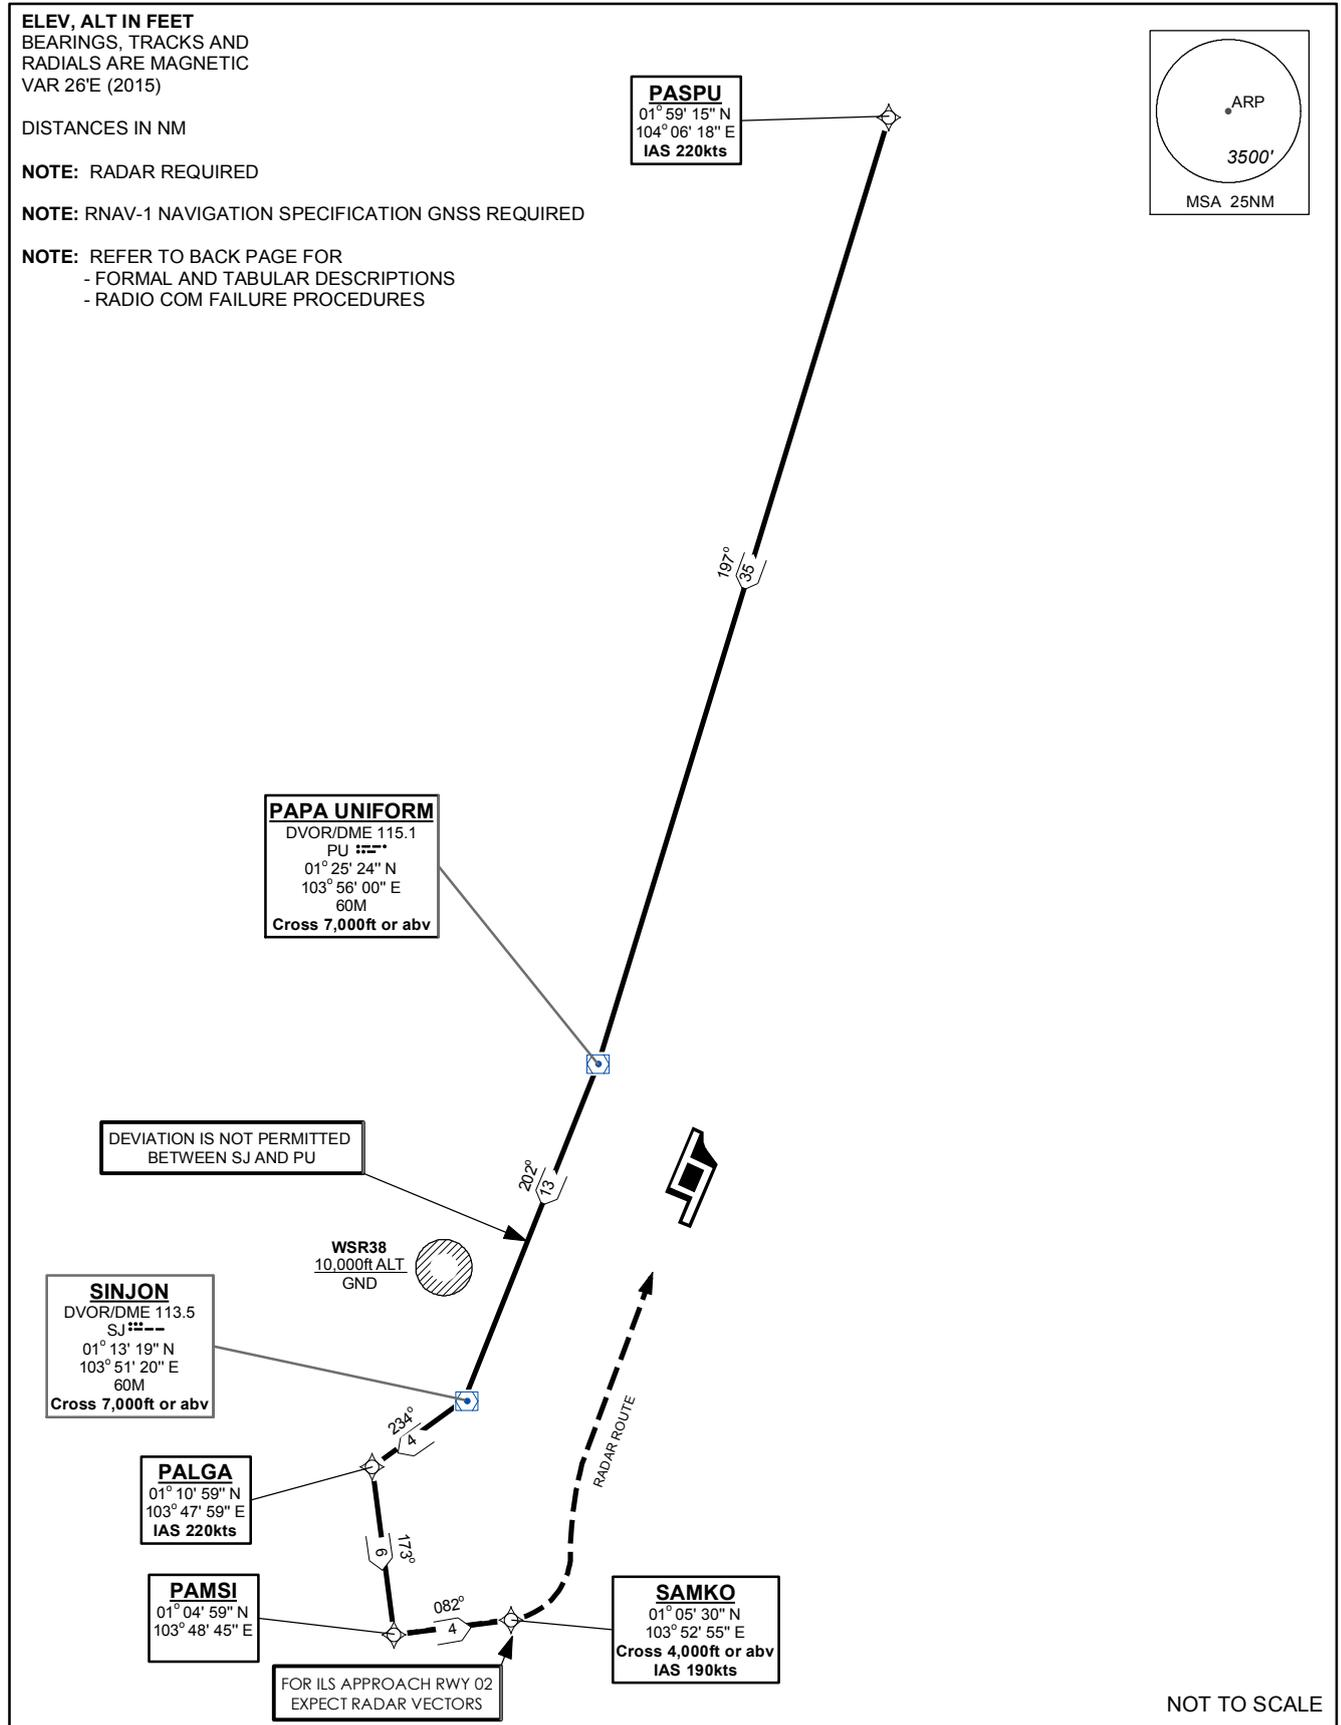 ELEV, ALT IN FEET
BEARINGS, TRACKS AND
RADIALS ARE MAGNETIC
VAR 26'E (2015)
DISTANCES IN NM
NOTE: RADAR REQUIRED
NOTE: RNAV-1 NAVIGATION SPECIFICATION GNSS REQUIRED
NOTE: REFER TO BACK PAGE FOR
- FORMAL AND TABULAR DESCRIPTIONS
- RADIO COM FAILURE PROCEDURES
PASPU
01° 59' 15" N
104° 06' 18" E
IAS 220kts
ARP
3500'
MSA 25NM
197°
35
PAPA UNIFORM
DVOR/DME 115.1
PU
01° 25' 24" N
103° 56' 00" E
60M
Cross 7,000ft or abv
DEVIATION IS NOT PERMITTED
BETWEEN SJ AND PU
202°
13
WSR38
10,000ft ALT
GND
SINJON
DVOR/DME 113.5
SJ
01° 13' 19" N
103° 51' 20" E
60M
Cross 7,000ft or abv
234°
4
RADAR ROUTE
PALGA
01° 10' 59" N
103° 47' 59" E
IAS 220kts
173°
6
PAMSI
01° 04' 59" N
103° 48' 45" E
082°
4
SAMKO
01° 05' 30" N
103° 52' 55" E
Cross 4,000ft or abv
IAS 190kts
FOR ILS APPROACH RWY 02
EXPECT RADAR VECTORS
NOT TO SCALE